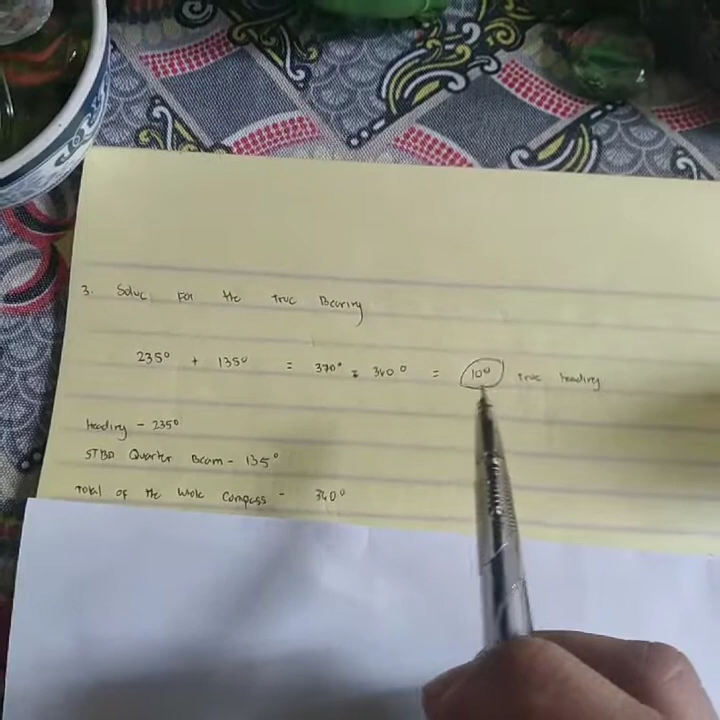 3. Solve For the True Bearing
235° + 135° = 370° - 360° = 10° True heading
Heading - 235°
STBD Quarter Beam - 135°
Total of the Whole Compass - 360°